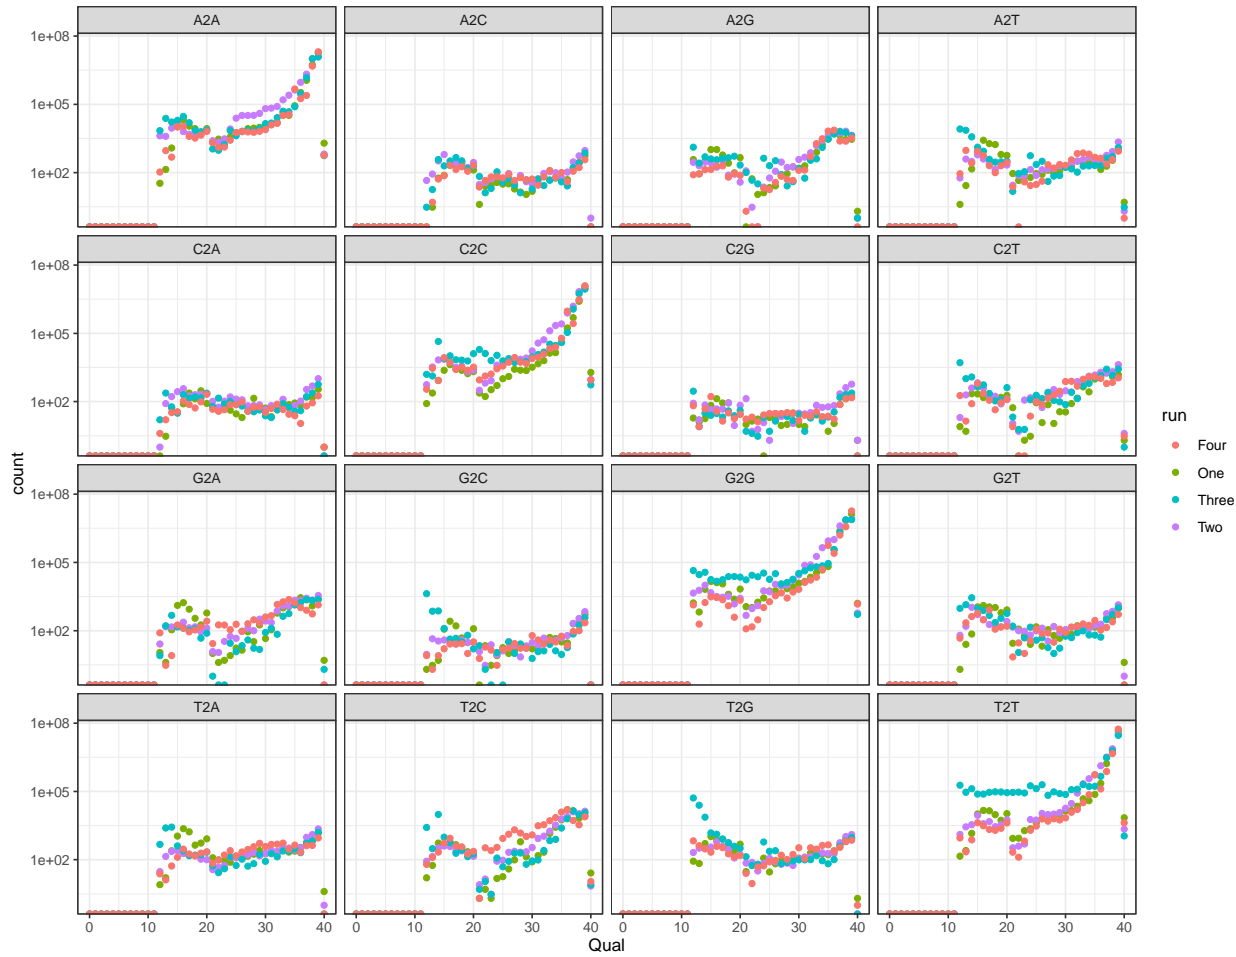 A2A A2C A2G A2T
1e+08
1e+05
1e+02
C2A C2C C2G C2T
1e+08
1e+05
1e+02
G2A G2C G2G G2T
1e+08
1e+05
1e+02
T2A T2C T2G T2T
1e+08
1e+05
1e+02
0 10 20 30 40 0 10 20 30 40 0 10 20 30 40 0 10 20 30 40
Qual
count
run
Four
One
Three
Two